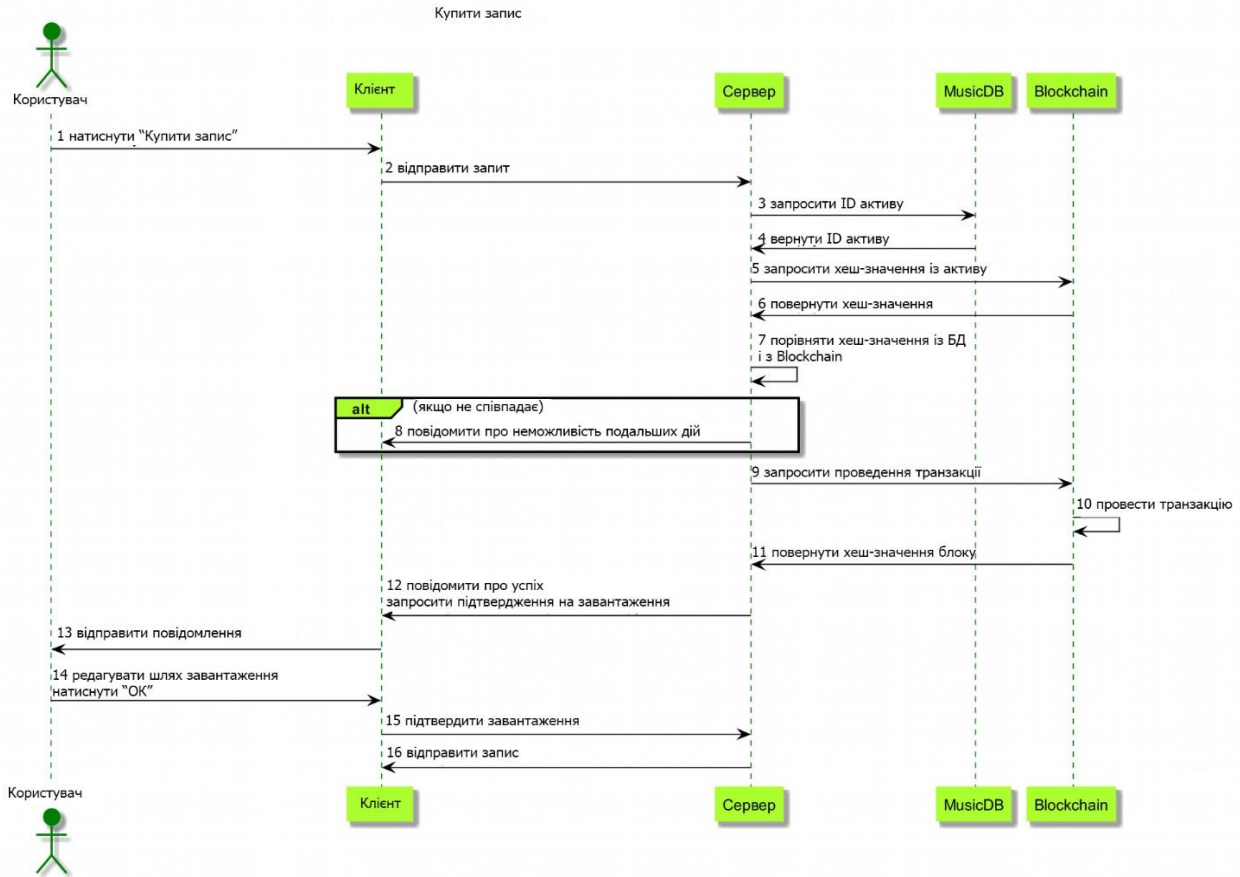 Купити запис
Користувач
Клієнт
Сервер
MusicDB
Blockchain
1 натиснути “Купити запис”
2 відправити запит
3 запросити ID активу
4 вернути ID активу
5 запросити хеш-значення із активу
6 повернути хеш-значення
7 порівняти хеш-значення із БД
і з Blockchain
alt
(якщо не співпадає)
8 повідомити про неможливість подальших дій
9 запросити проведення транзакції
10 провести транзакцію
11 повернути хеш-значення блоку
12 повідомити про успіх
запросити підтвердження на завантаження
13 відправити повідомлення
14 редагувати шлях завантаження
натиснути “ОК”
15 підтвердити завантаження
16 відправити запис
Користувач
Клієнт
Сервер
MusicDB
Blockchain